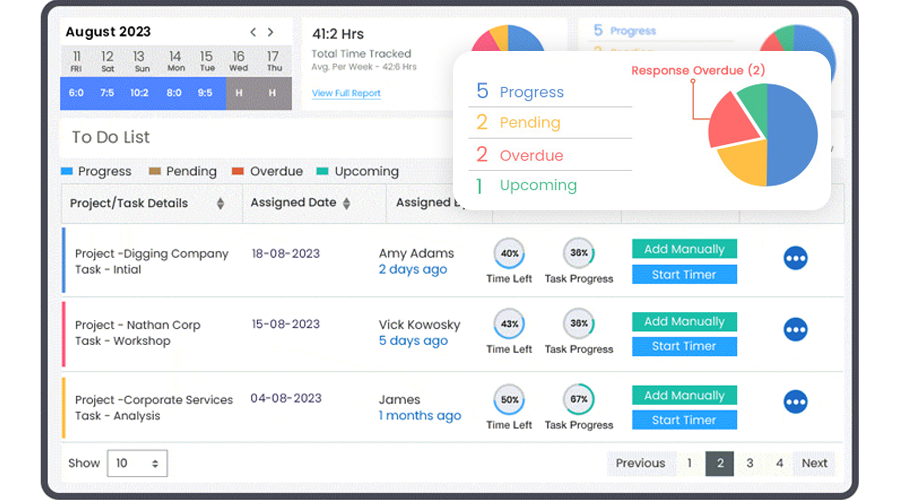 August 2023 < >
11 12 13 14 15 16 17
FRI Sat Sun Mon Tue Wed Thu
6:0 7:5 10:2 8:0 9:5 H H
41:2 Hrs
Total Time Tracked
Avg. Per Week - 42:6 Hrs
View Full Report
5 Progress
Response Overdue (2)
5 Progress
2 Pending
2 Overdue
1 Upcoming
To Do List
Progress Pending Overdue Upcoming
Project/Task Details Assigned Date Assigned
Project -Digging Company 18-08-2023 Amy Adams 40% 36% Add Manually
Task - Intial 2 days ago Time Left Task Progress Start Timer
Project - Nathan Corp 15-08-2023 Vick Kowosky 43% 36% Add Manually
Task - Workshop 5 days ago Time Left Task Progress Start Timer
Project -Corporate Services 04-08-2023 James 50% 67% Add Manually
Task - Analysis 1 months ago Time Left Task Progress Start Timer
Show 10 Previous 1 2 3 4 Next